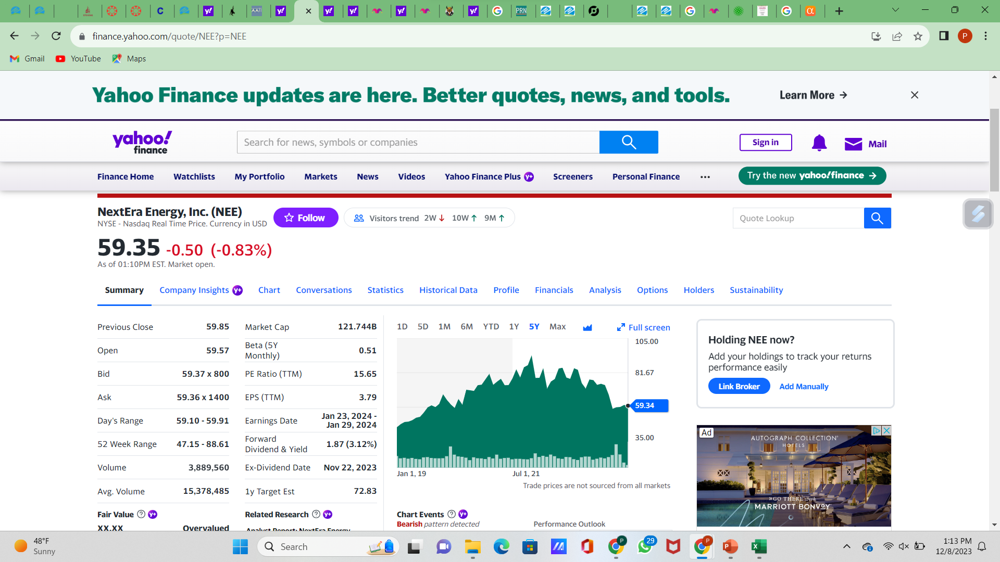 finance.yahoo.com/quote/NEE?p=NEE
P
Gmail
YouTube
Maps
Yahoo Finance updates are here. Better quotes, news, and tools.
Learn More →
yahoo!
finance
Search for news, symbols or companies
Sign in
Mail
Finance Home
Watchlists
My Portfolio
Markets
News
Videos
Yahoo Finance Plus y+
Screeners
Personal Finance
...
Try the new yahoo!finance →
NextEra Energy, Inc. (NEE)
NYSE - Nasdaq Real Time Price. Currency in USD
Follow
Visitors trend 2W↓ 10W↑ 9M↑
Quote Lookup
59.35 -0.50 (-0.83%)
As of 01:10PM EST. Market open.
Summary
Company Insights y+
Chart
Conversations
Statistics
Historical Data
Profile
Financials
Analysis
Options
Holders
Sustainability
Previous Close 59.85
Open 59.57
Bid 59.37 x 800
Ask 59.36 x 1400
Day's Range 59.10 - 59.91
52 Week Range 47.15 - 88.61
Volume 3,889,560
Avg. Volume 15,378,485
Market Cap 121.744B
Beta (5Y
Monthly) 0.51
PE Ratio (TTM) 15.65
EPS (TTM) 3.79
Earnings Date Jan 23, 2024 -
Jan 29, 2024
Forward
Dividend & Yield 1.87 (3.12%)
Ex-Dividend Date Nov 22, 2023
1y Target Est 72.83
1D 5D 1M 6M YTD 1Y 5Y Max
Full screen
105.00
81.67
59.34
35.00
Jan 1, 19
Jul 1, 21
Trade prices are not sourced from all markets
Holding NEE now?
Add your holdings to track your returns
performance easily
Link Broker
Add Manually
Ad
AUTOGRAPH COLLECTION®
HOTELS
»GO THERE with
MARRIOTT BONVOY
Fair Value y+
XX.XX Overvalued
Related Research y+
Analyst Report: NextEra Energy
Chart Events y+
Bearish pattern detected
Performance Outlook
48°F
Sunny
Search
29
1:13 PM
12/8/2023